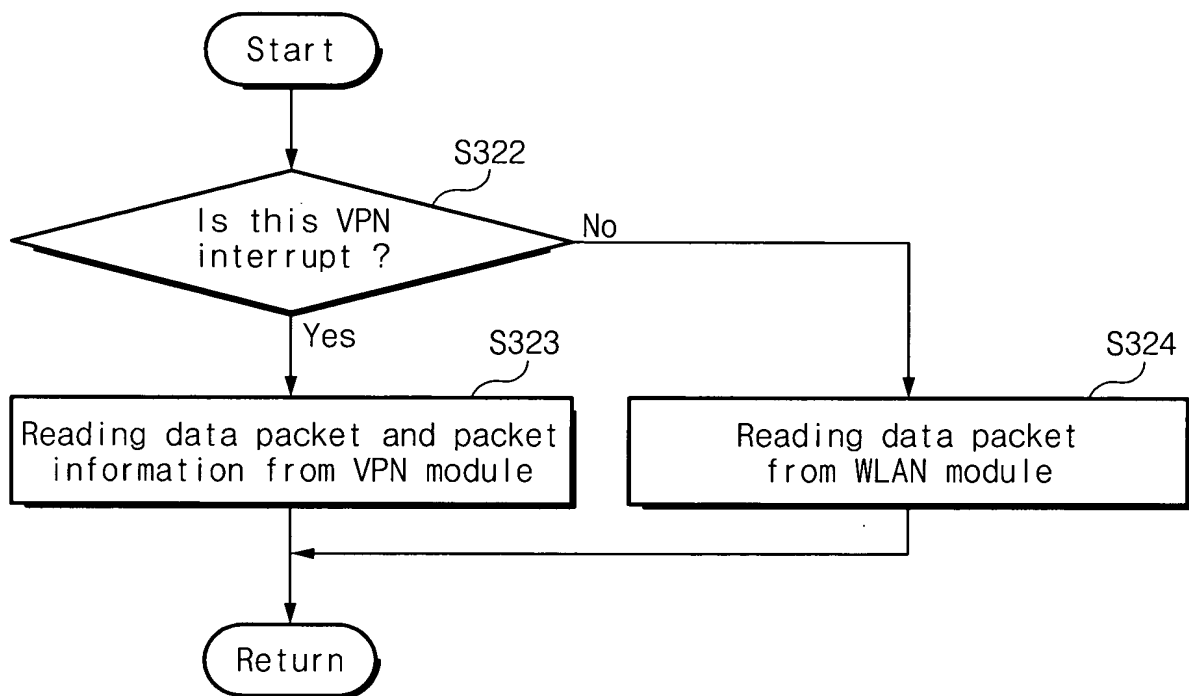 Start
S322
Is this VPN
interrupt ?
No
Yes
S323
Reading data packet and packet
information from VPN module
S324
Reading data packet
from WLAN module
Return